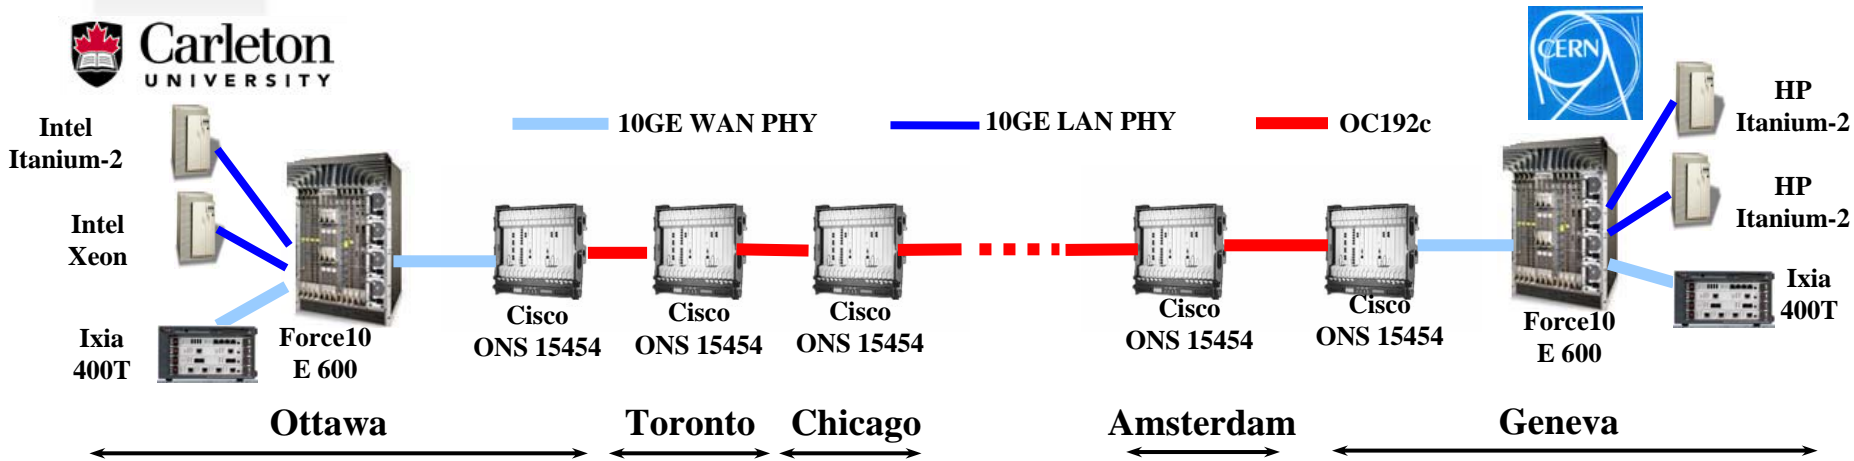 Carleton
UNIVERSITY
CERN
10GE WAN PHY
10GE LAN PHY
OC192c
Intel
Itanium-2
Intel
Xeon
Ixia
400T
Force10
E 600
Cisco
ONS 15454
Cisco
ONS 15454
Cisco
ONS 15454
Cisco
ONS 15454
Cisco
ONS 15454
Force10
E 600
HP
Itanium-2
HP
Itanium-2
Ixia
400T
Ottawa
Toronto
Chicago
Amsterdam
Geneva